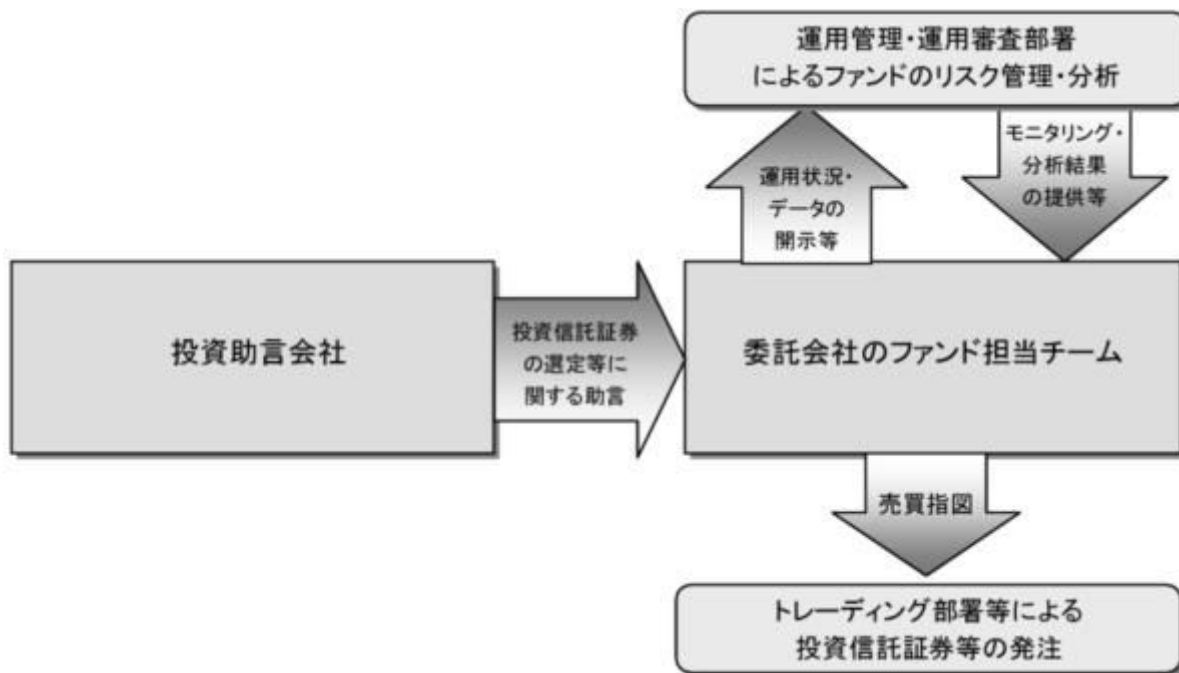 運用管理・運用審査部署
によるファンドのリスク管理・分析
運用状況・
データの
開示等
モニタリング・
分析結果
の提供等
投資助言会社
投資信託証券
の選定等に
関する助言
委託会社のファンド担当チーム
売買指図
トレーディング部署等による
投資信託証券等の発注